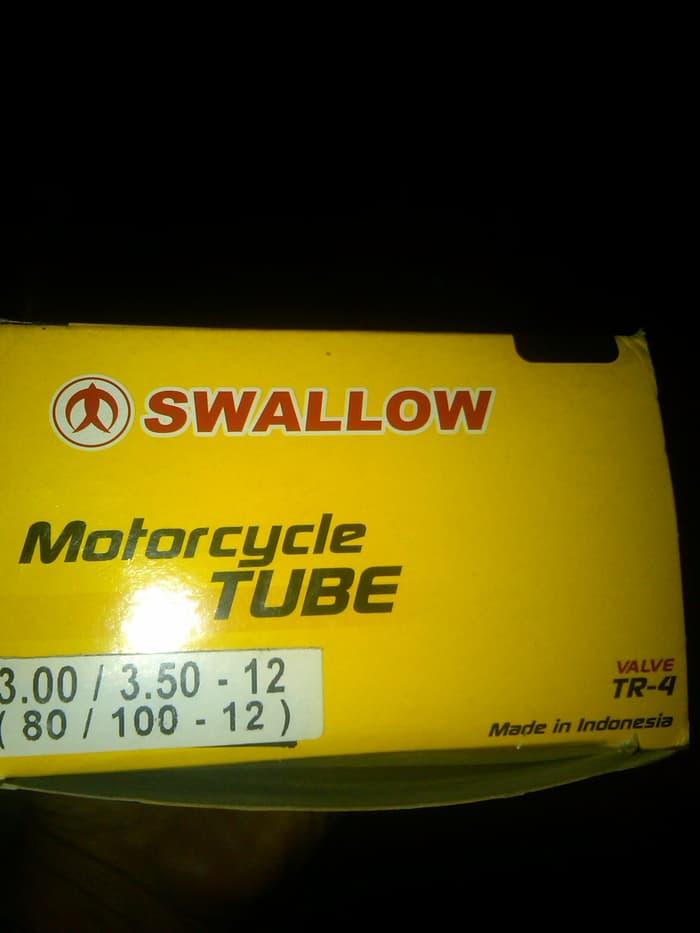 SWALLOW
Motorcycle
TUBE
3.00 / 3.50 - 12
( 80 / 100 - 12 )
VALVE
TR-4
Made in Indonesia